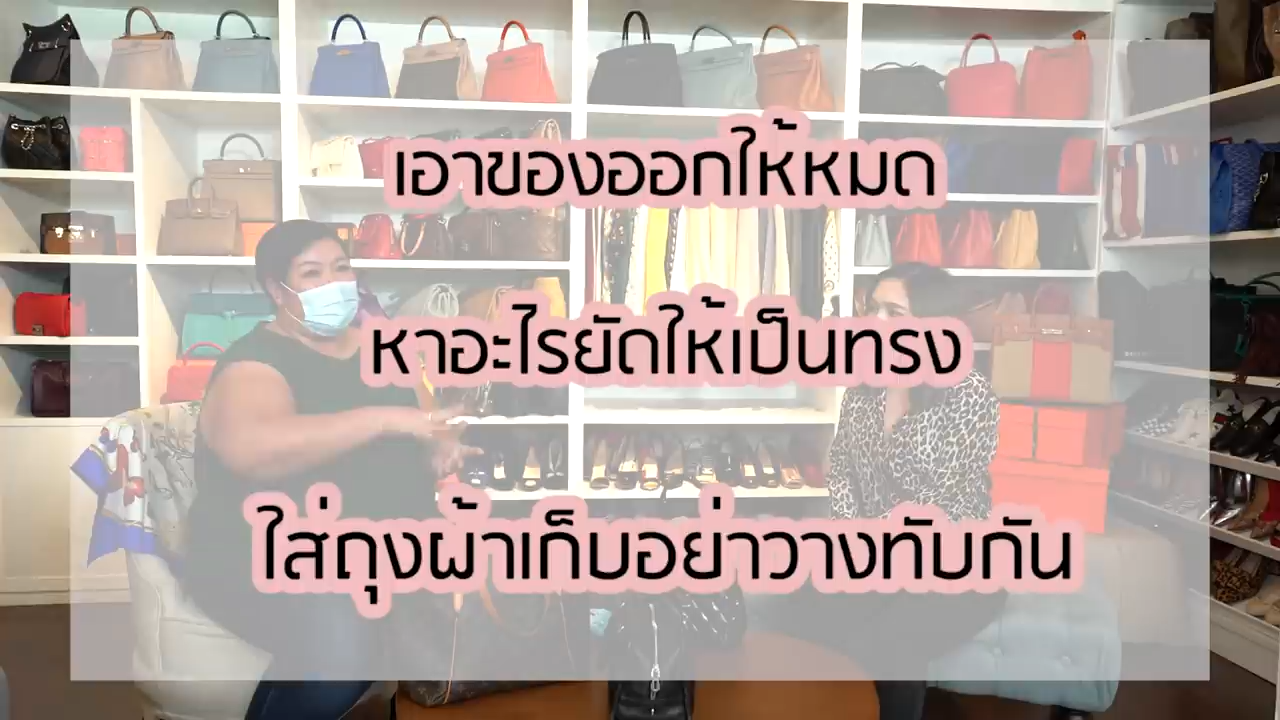 เอาของออกให้หมด
หาอะไรยัดให้เป็นทรง
ใส่ถุงผ้าเก็บอย่าวางทับกัน